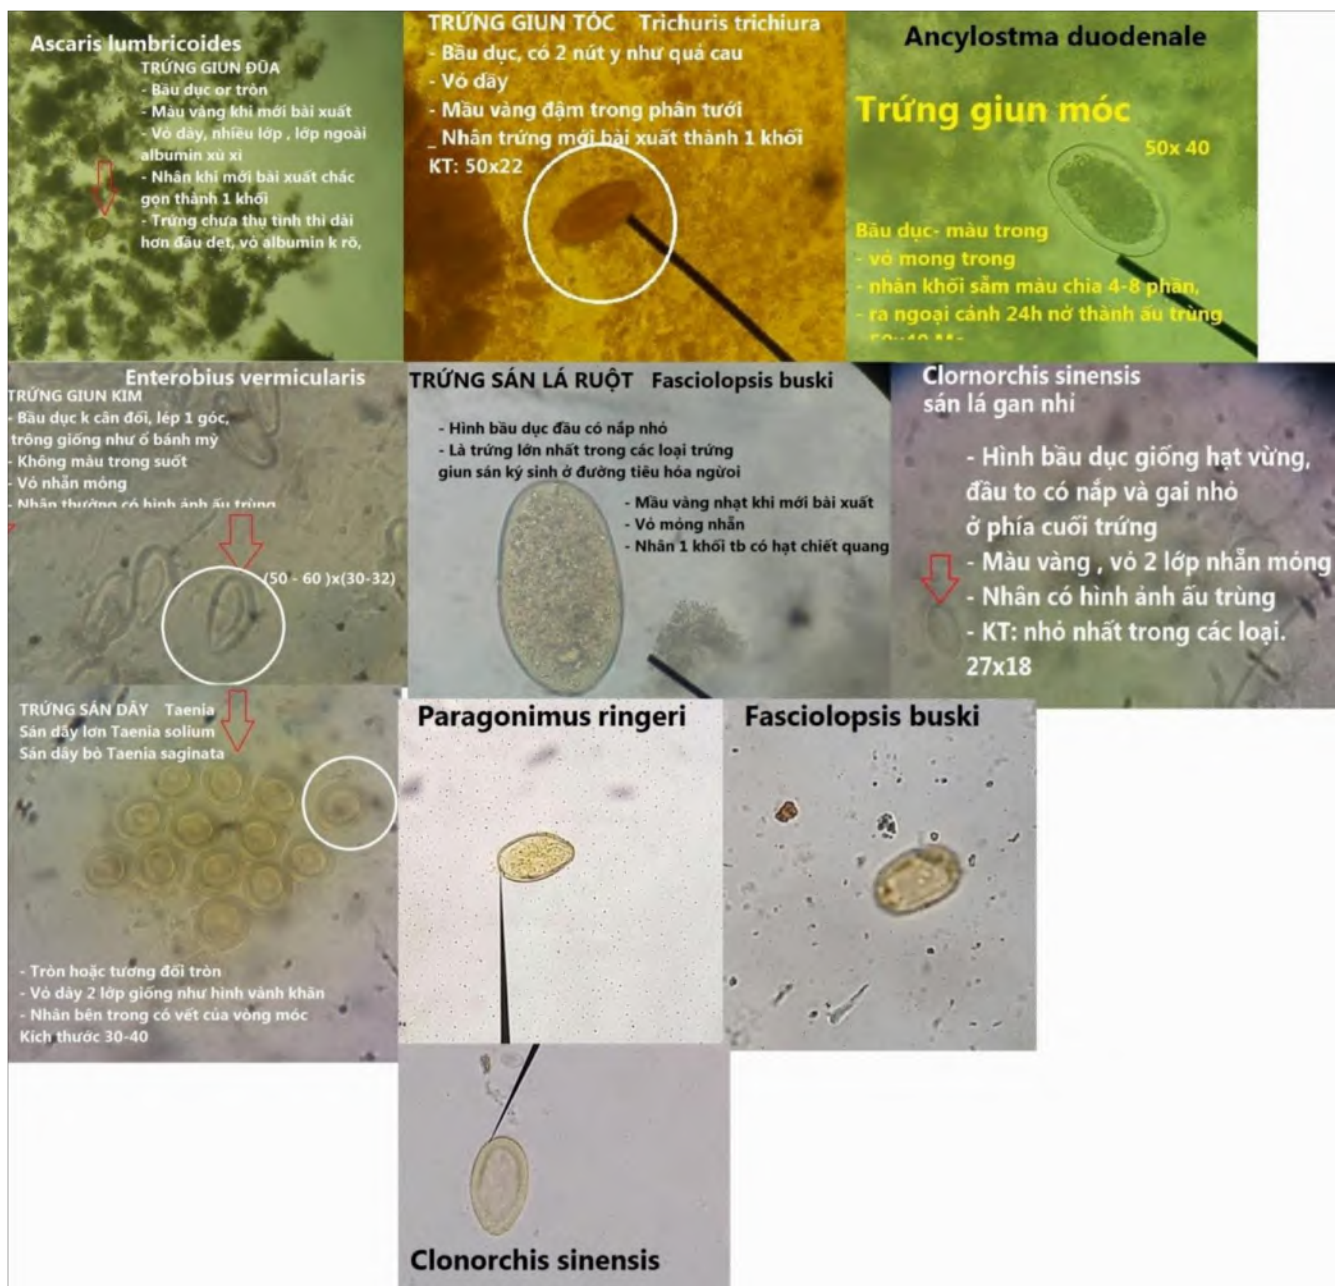 Ascaris lumbricoides
TRỨNG GIUN ĐŨA
- Bầu dục or tròn
- Màu vàng khi mới bài xuất
- Vỏ dày, nhiều lớp , lớp ngoài
albumin xù xì
- Nhân khi mới bài xuất chắc
gọn thành 1 khối
- Trứng chưa thụ tinh thì dài
hơn đầu dẹt, vỏ albumin k rõ,
TRỨNG GIUN TÓC Trichuris trichiura
- Bầu dục, có 2 nút y như quả cau
- Vỏ dầy
- Mầu vàng đậm trong phân tươi
_ Nhân trứng mới bài xuất thành 1 khối
KT: 50x22
Ancylostma duodenale
Trứng giun móc
50x 40
Bầu dục- màu trong
- vỏ mong trong
- nhân khối sẫm màu chia 4-8 phần,
- ra ngoại cảnh 24h nở thành ấu trùng
Enterobius vermicularis
TRỨNG GIUN KIM
- Bầu dục k cân đối, lép 1 góc,
trông giống như ổ bánh mỳ
- Không màu trong suốt
- Vỏ nhẵn mỏng
- Nhân thường có hình ảnh ấu trùng
(50 - 60 )x(30-32)
TRỨNG SÁN LÁ RUỘT Fasciolopsis buski
- Hình bầu dục đầu có nắp nhỏ
- Là trứng lớn nhất trong các loại trứng
giun sán ký sinh ở đường tiêu hóa người
- Mầu vàng nhạt khi mới bài xuất
- Vỏ mỏng nhẵn
- Nhân 1 khối tb có hạt chiết quang
Clornorchis sinensis
sán lá gan nhỉ
- Hình bầu dục giống hạt vừng,
đầu to có nắp và gai nhỏ
ở phía cuối trứng
- Màu vàng , vỏ 2 lớp nhẵn mỏng
- Nhân có hình ảnh ấu trùng
- KT: nhỏ nhất trong các loại.
27x18
TRỨNG SÁN DÂY Taenia
Sán dây lơn Taenia solium
Sán dây bò Taenia saginata
- Tròn hoặc tương đối tròn
- Vỏ dày 2 lớp giống như hình vành khăn
- Nhân bên trong có vết của vòng móc
Kích thước 30-40
Paragonimus ringeri
Fasciolopsis buski
Clonorchis sinensis